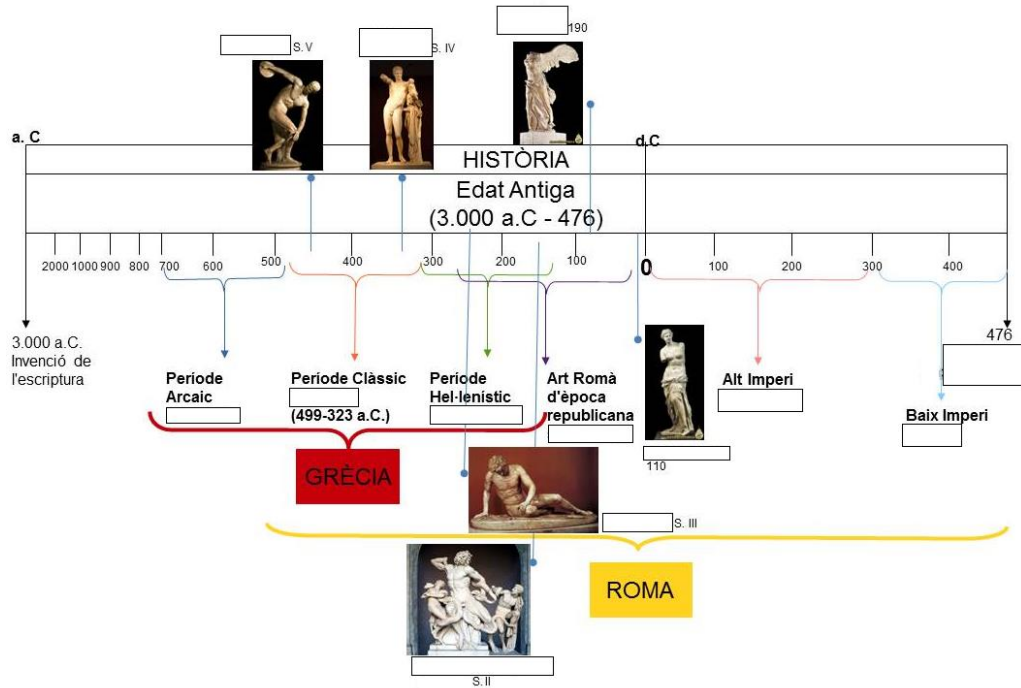 190
S. V
S. IV
a. C
d.C
HISTÒRIA
Edat Antiga
(3.000 a.C - 476)
2000 1000 900 800 700 600 500 400 300 200 100 0 100 200 300 400
3.000 a.C.
Invenció de
l'escriptura
476
Període
Arcaic
Període Clàssic
(499-323 a.C.)
Període
Hel·lenístic
Art Romà
d'època
republicana
Alt Imperi
Baix Imperi
110
GRÈCIA
S. III
ROMA
S. II